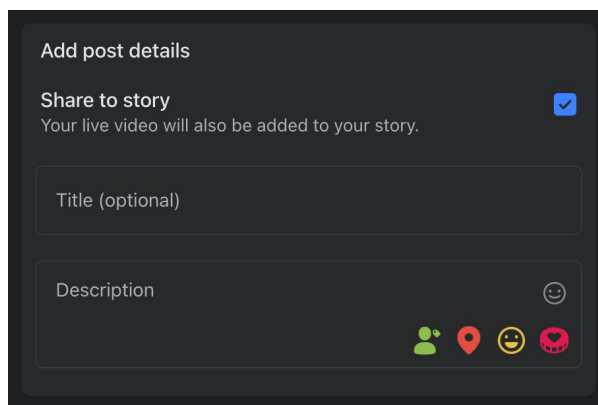 Add post details
Share to story
Your live video will also be added to your story.
Title (optional)
Description